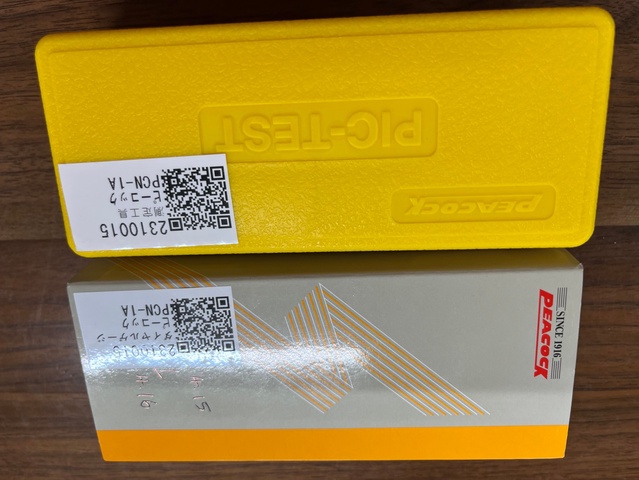 PEACOCK
PIC-TEST
2310015
測定工具
ピーコック
PCN-1A
SINCE 1916
PEACOCK
ダイヤルゲージ
ピーコック
PCN-1A